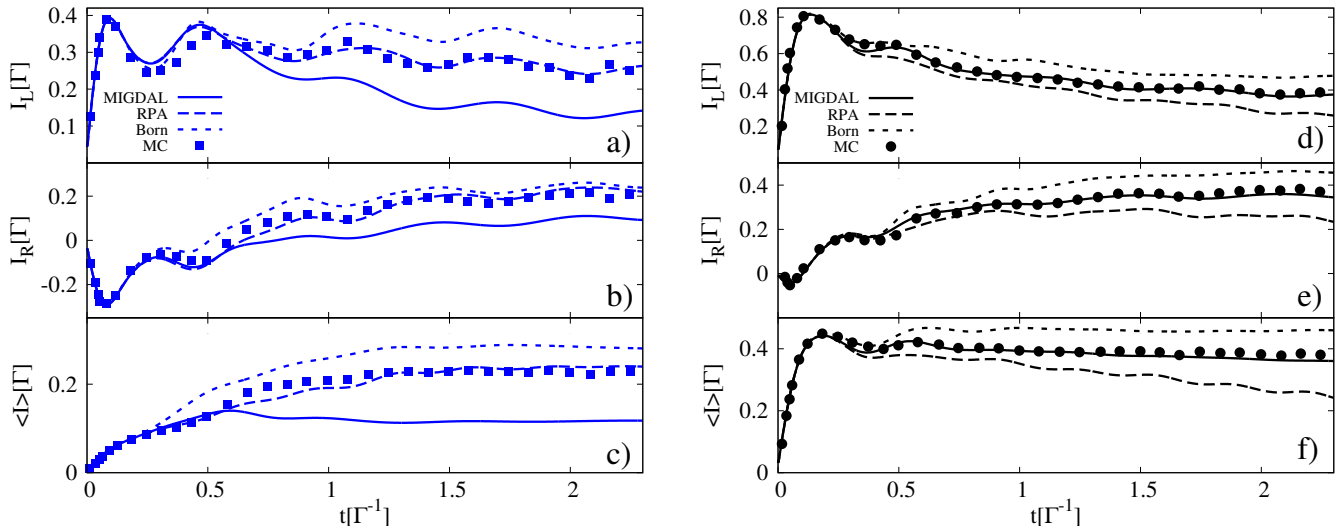 I_L[Γ]
0.4
0.3
0.2
0.1
MIGDAL
RPA
Born
MC
a)
I_R[Γ]
0.2
0
-0.2
b)
<I>[Γ]
0.2
0
c)
0 0.5 1 1.5 2
t[Γ⁻¹]
I_L[Γ]
0.8
0.6
0.4
0.2
0
MIGDAL
RPA
Born
MC
d)
I_R[Γ]
0.4
0.2
0
e)
<I>[Γ]
0.4
0.2
0
f)
0 0.5 1 1.5 2
t[Γ⁻¹]